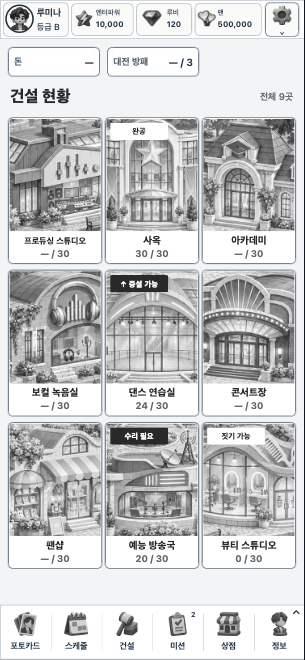 루미나
등급 B
엔터파워
10,000
루비
120
팬
500,000
돈 —
대전 방패 — / 3
건설 현황
전체 9곳
프로듀싱 스튜디오
— / 30
완공
사옥
30 / 30
아카데미
— / 30
보컬 녹음실
— / 30
↑ 증설 가능
댄스 연습실
24 / 30
콘서트장
— / 30
팬샵
— / 30
수리 필요
예능 방송국
20 / 30
짓기 가능
뷰티 스튜디오
0 / 30
포토카드
스케줄
건설
미션
2
상점
정보